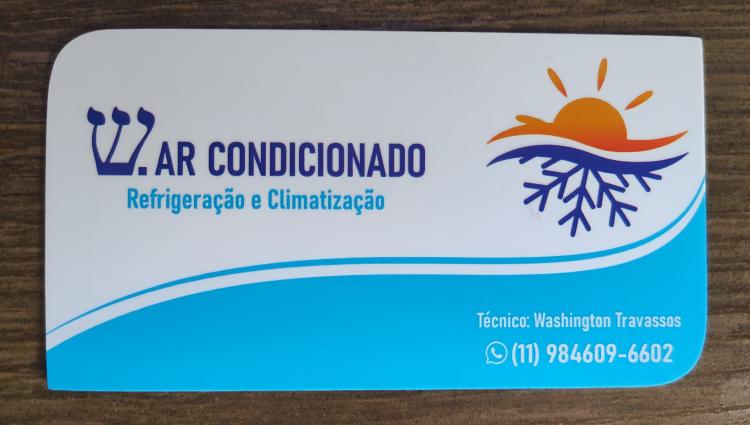 ש. AR CONDICIONADO
Refrigeração e Climatização
Técnico: Washington Travassos
(11) 984609-6602